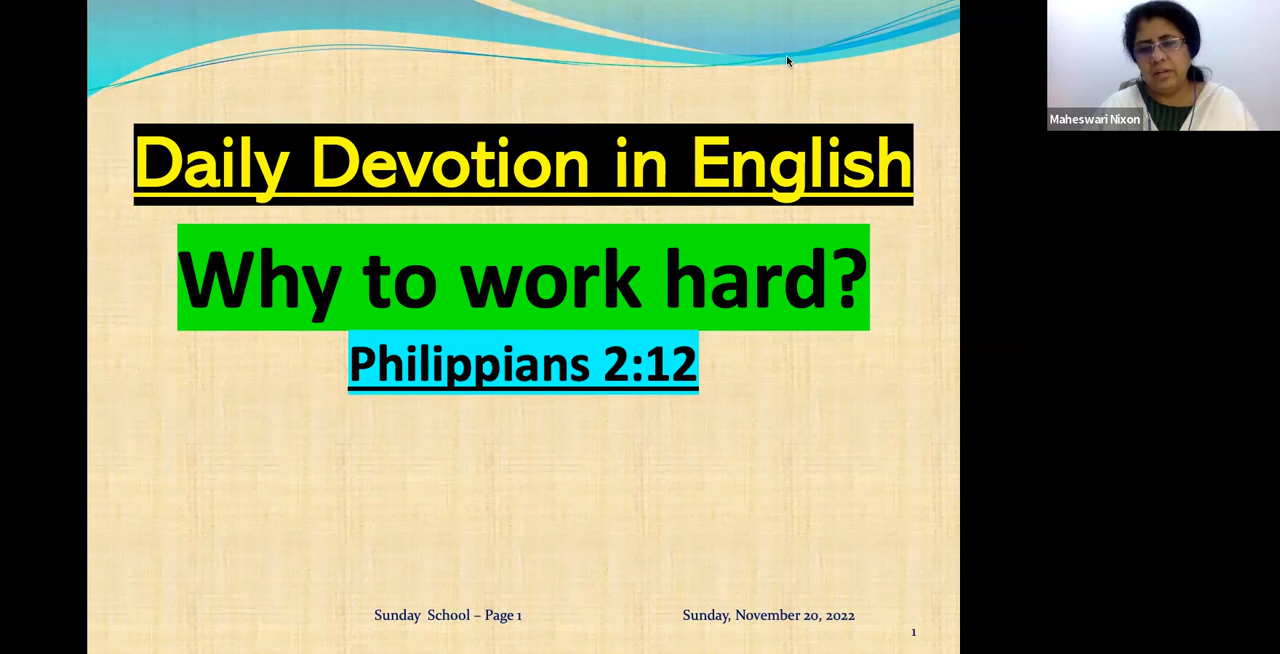 Daily Devotion in English
Why to work hard?
Philippians 2:12
Sunday School – Page 1
Sunday, November 20, 2022
1
Maheswari Nixon